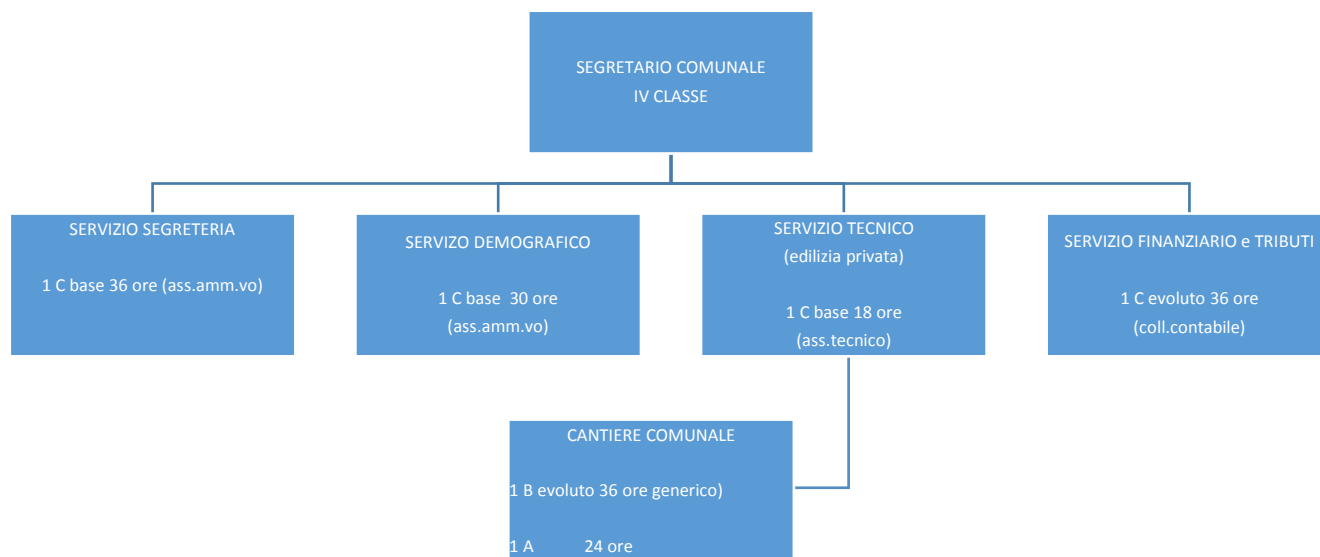 SEGRETARIO COMUNALE
IV CLASSE
SERVIZIO SEGRETERIA
1 C base 36 ore (ass.amm.vo)
SERVIZO DEMOGRAFICO
1 C base 30 ore
(ass.amm.vo)
SERVIZIO TECNICO
(edilizia privata)
1 C base 18 ore
(ass.tecnico)
SERVIZIO FINANZIARIO e TRIBUTI
1 C evoluto 36 ore
(coll.contabile)
CANTIERE COMUNALE
1 B evoluto 36 ore generico)
1 A 24 ore